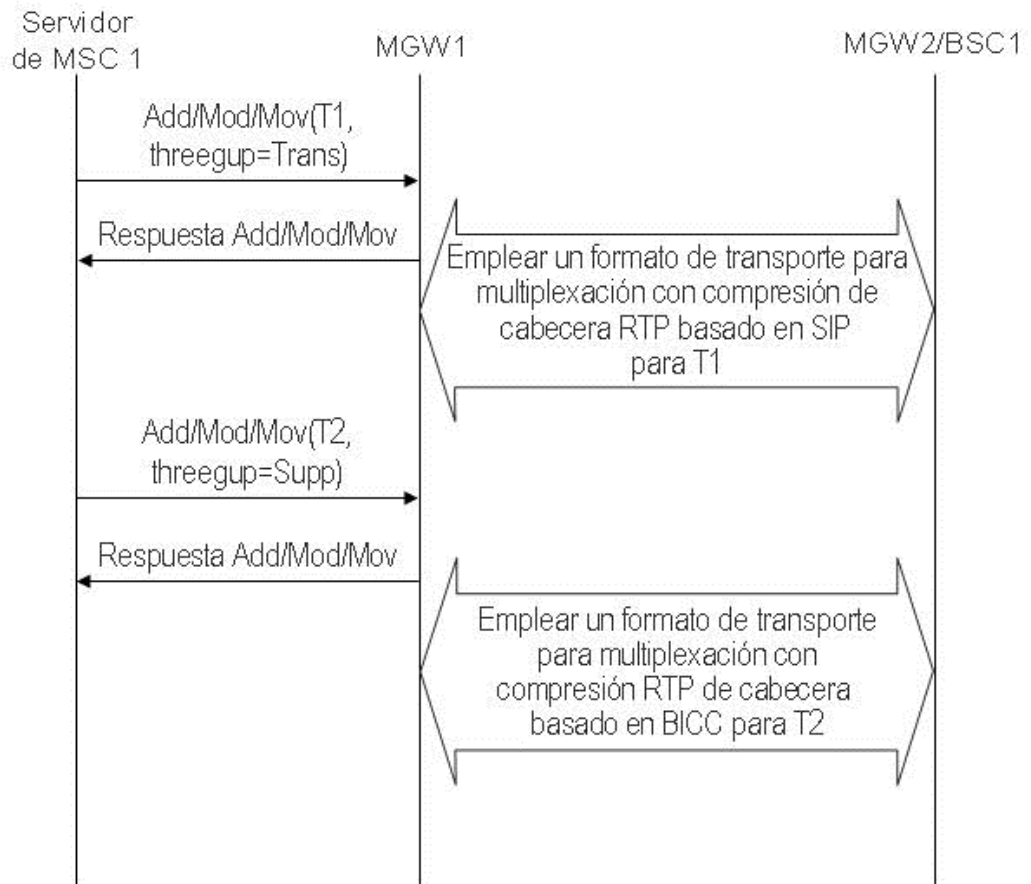 Servidor
de MSC 1
MGW1
MGW2/BSC1
Add/Mod/Mov(T1,
threegup=Trans)
Respuesta Add/Mod/Mov
Emplear un formato de transporte para
multiplexación con compresión de
cabecera RTP basado en SIP
para T1
Add/Mod/Mov(T2,
threegup=Supp)
Respuesta Add/Mod/Mov
Emplear un formato de transporte
para multiplexación con
compresión RTP de cabecera
basado en BICC para T2